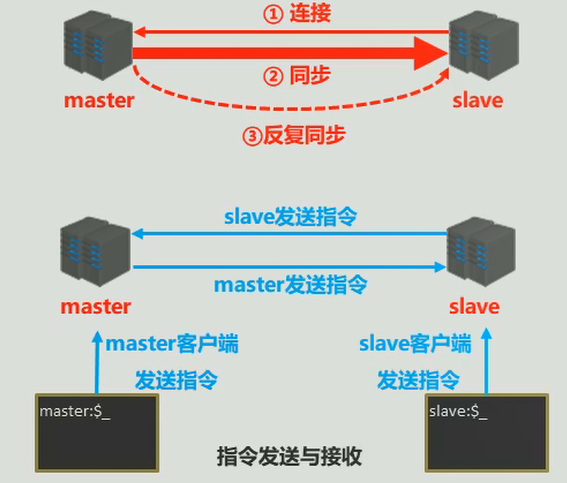 ① 连接
② 同步
master
slave
③反复同步
slave发送指令
master发送指令
master
slave
master客户端
发送指令
slave客户端
发送指令
master:$_
slave:$_
指令发送与接收